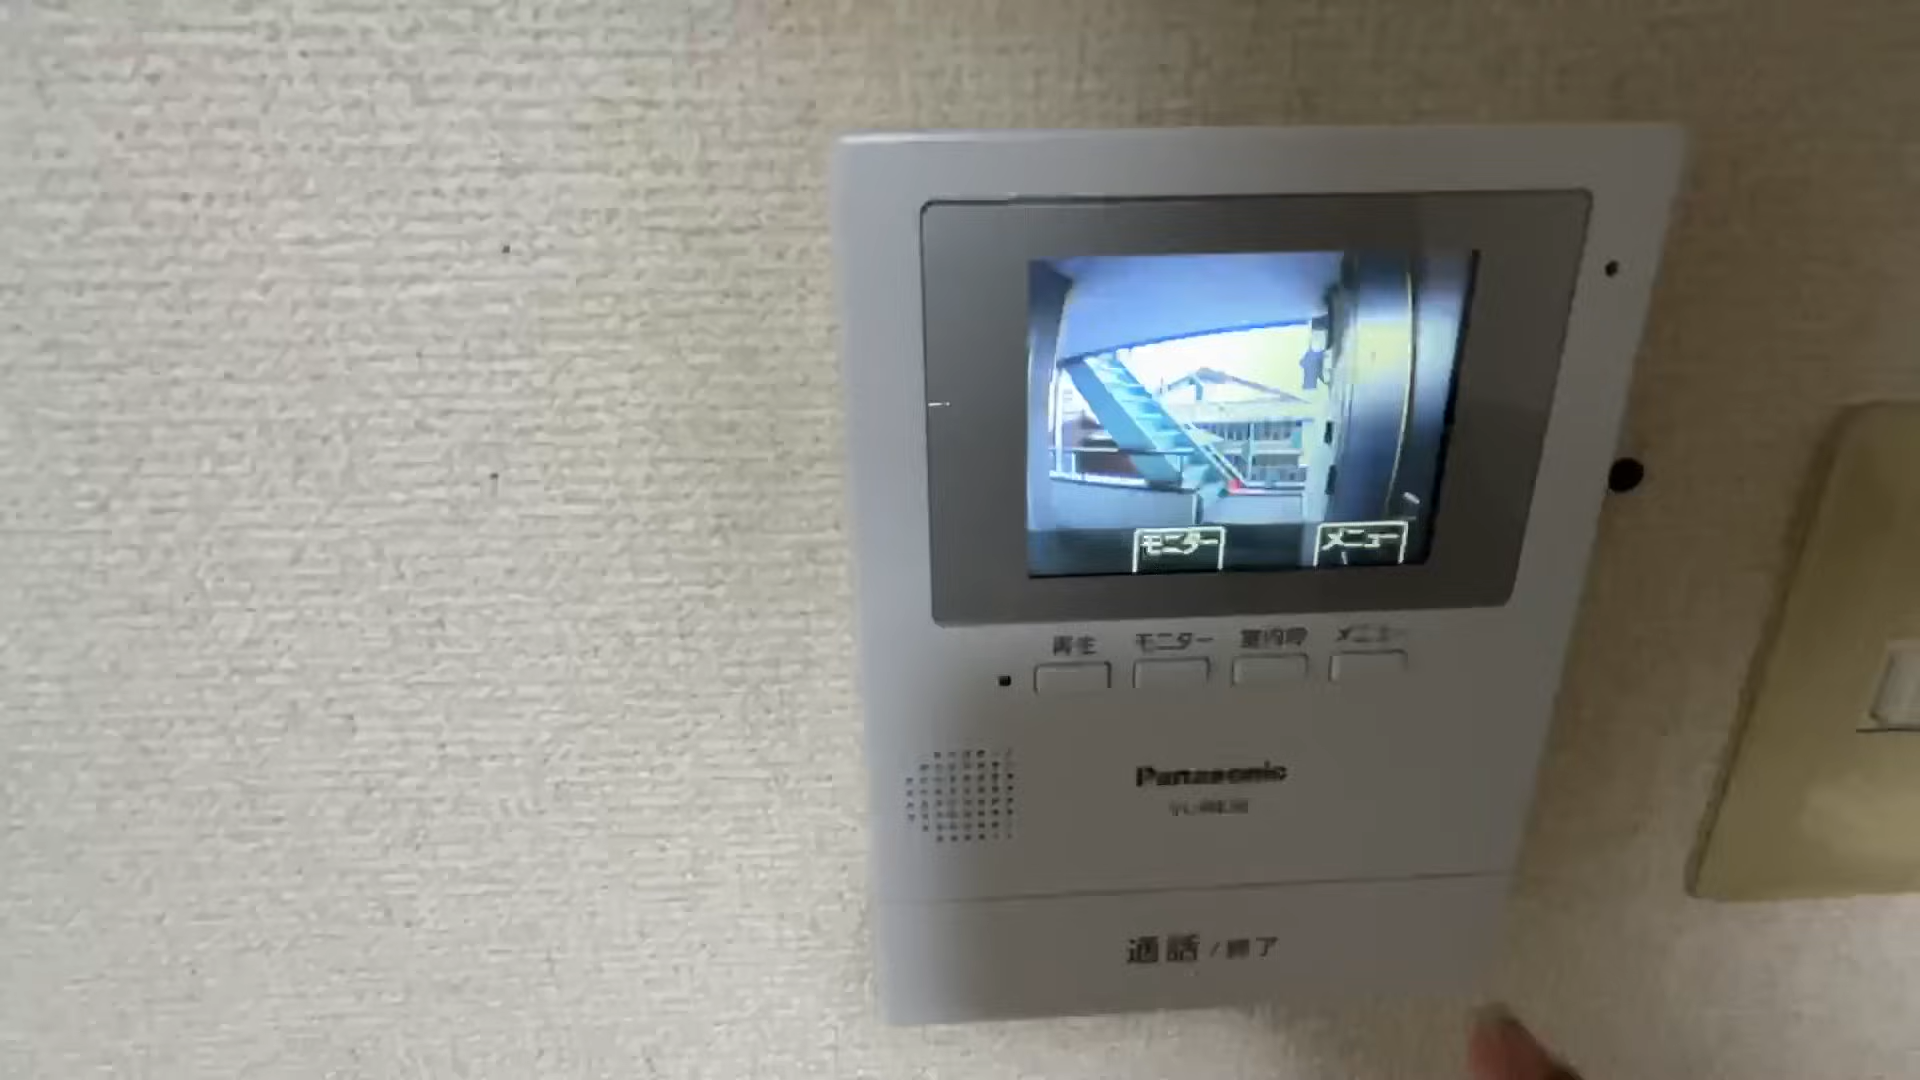 モニター メニュー
再生 モニター 室内呼 メニュー
Panasonic
通話 / 終了